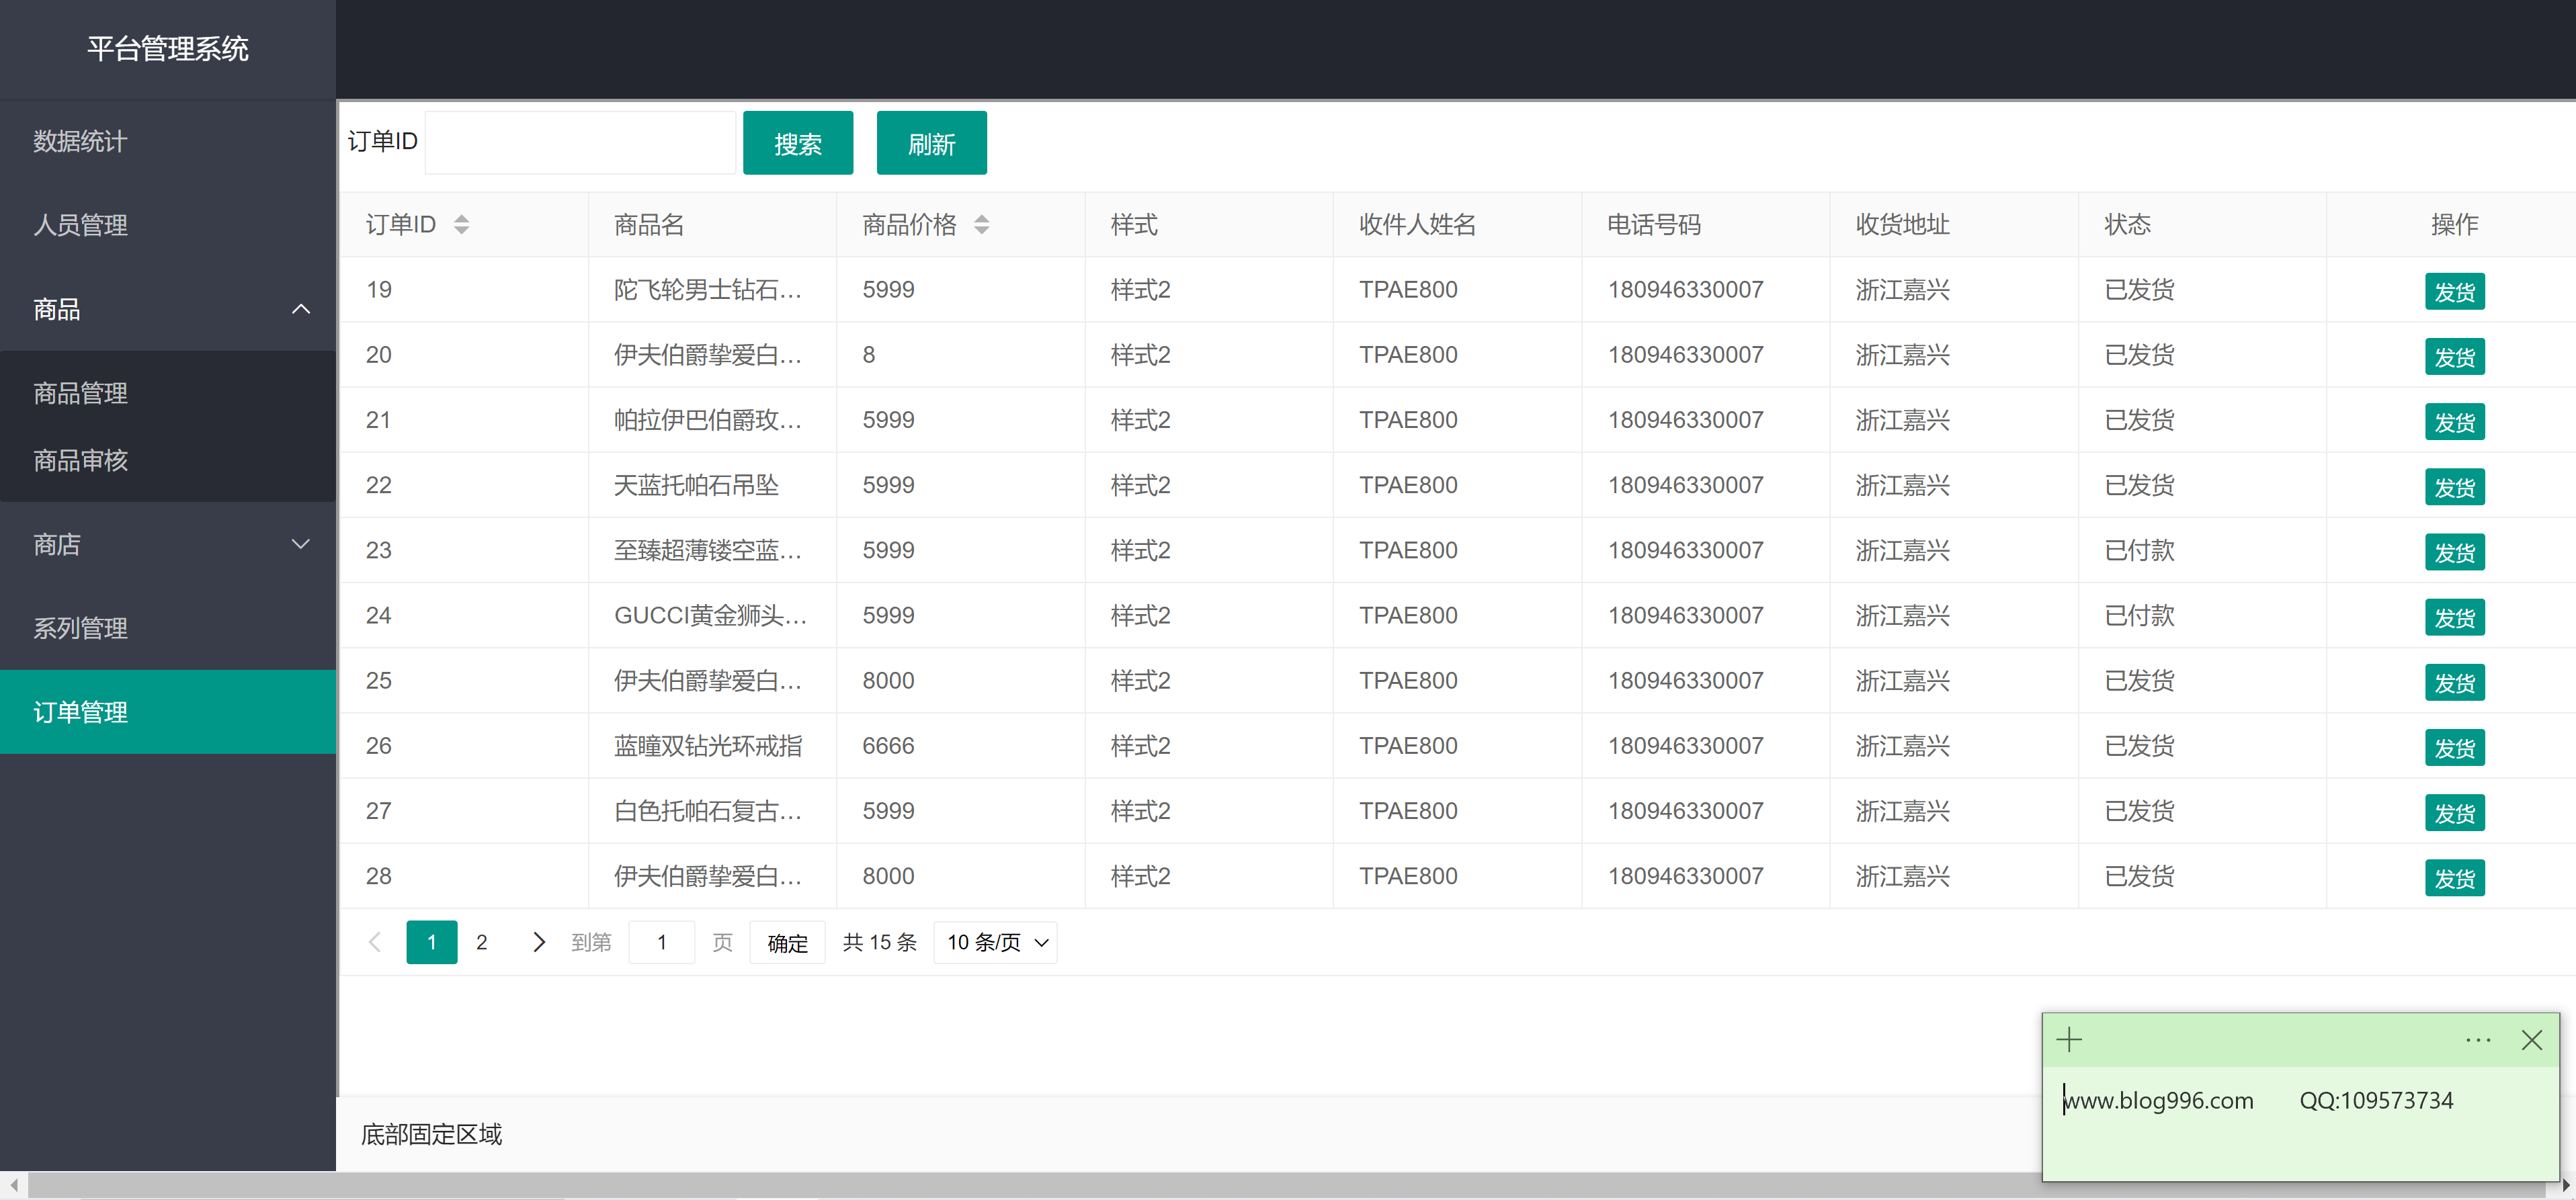 平台管理系统
数据统计
人员管理
商品
商品管理
商品审核
商店
系列管理
订单管理
订单ID 搜索 刷新
订单ID 商品名 商品价格 样式 收件人姓名 电话号码 收货地址 状态 操作
19 陀飞轮男士钻石... 5999 样式2 TPAE800 180946330007 浙江嘉兴 已发货 发货
20 伊夫伯爵挚爱白... 8 样式2 TPAE800 180946330007 浙江嘉兴 已发货 发货
21 帕拉伊巴伯爵玫... 5999 样式2 TPAE800 180946330007 浙江嘉兴 已发货 发货
22 天蓝托帕石吊坠 5999 样式2 TPAE800 180946330007 浙江嘉兴 已发货 发货
23 至臻超薄镂空蓝... 5999 样式2 TPAE800 180946330007 浙江嘉兴 已付款 发货
24 GUCCI黄金狮头... 5999 样式2 TPAE800 180946330007 浙江嘉兴 已付款 发货
25 伊夫伯爵挚爱白... 8000 样式2 TPAE800 180946330007 浙江嘉兴 已发货 发货
26 蓝瞳双钻光环戒指 6666 样式2 TPAE800 180946330007 浙江嘉兴 已发货 发货
27 白色托帕石复古... 5999 样式2 TPAE800 180946330007 浙江嘉兴 已发货 发货
28 伊夫伯爵挚爱白... 8000 样式2 TPAE800 180946330007 浙江嘉兴 已发货 发货
1 2 到第 1 页 确定 共 15 条 10 条/页
www.blog996.com QQ:109573734
底部固定区域